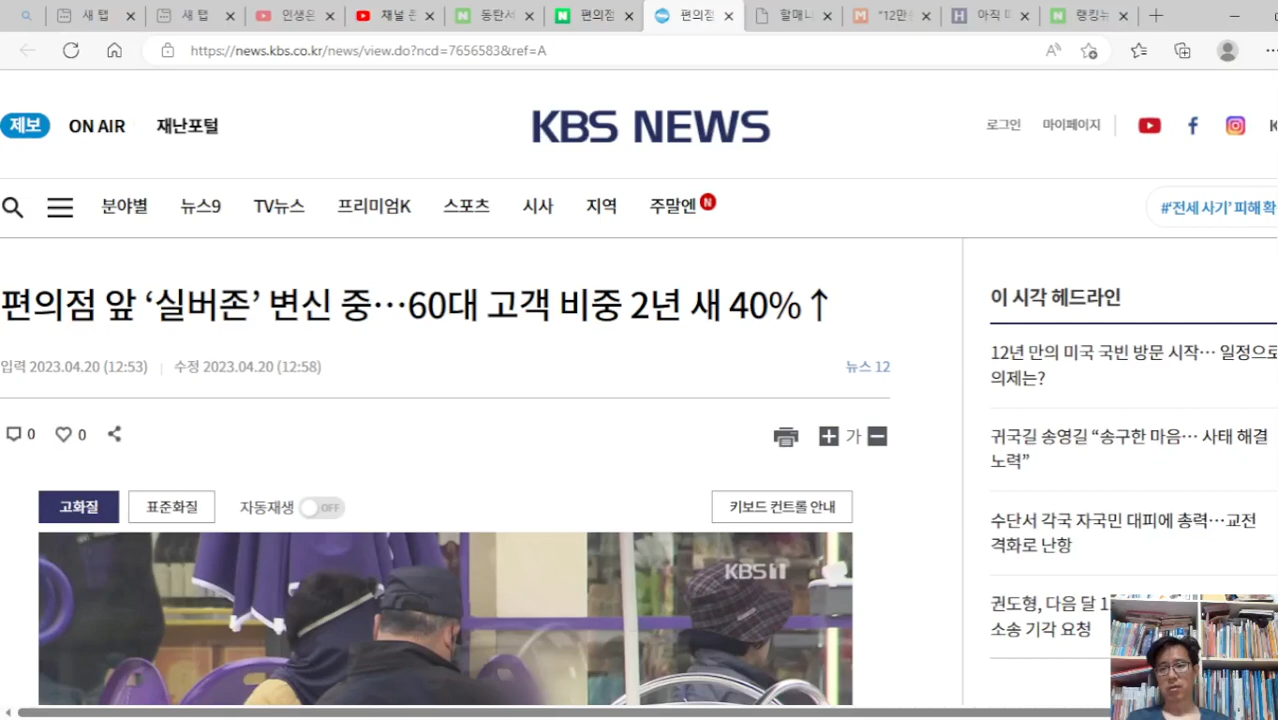 새 탭
새 탭
인생은
채널 은
동탄서
편의점
편의점
할매니
"12만
아직 ㅁ
랭킹뉴
https://news.kbs.co.kr/news/view.do?ncd=7656583&ref=A
제보 ON AIR 재난포털
KBS NEWS
로그인 마이페이지
분야별 뉴스9 TV뉴스 프리미엄K 스포츠 시사 지역 주말엔 N
#'전세 사기' 피해 확
편의점 앞 ‘실버존’ 변신 중…60대 고객 비중 2년 새 40%↑
입력 2023.04.20 (12:53) 수정 2023.04.20 (12:58)
뉴스 12
0 0
가
고화질 표준화질 자동재생 OFF 키보드 컨트롤 안내
KBS1
이 시각 헤드라인
12년 만의 미국 국빈 방문 시작… 일정으로
의제는?
귀국길 송영길 “송구한 마음… 사태 해결
노력”
수단서 각국 자국민 대피에 총력…교전
격화로 난항
권도형, 다음 달 1
소송 기각 요청